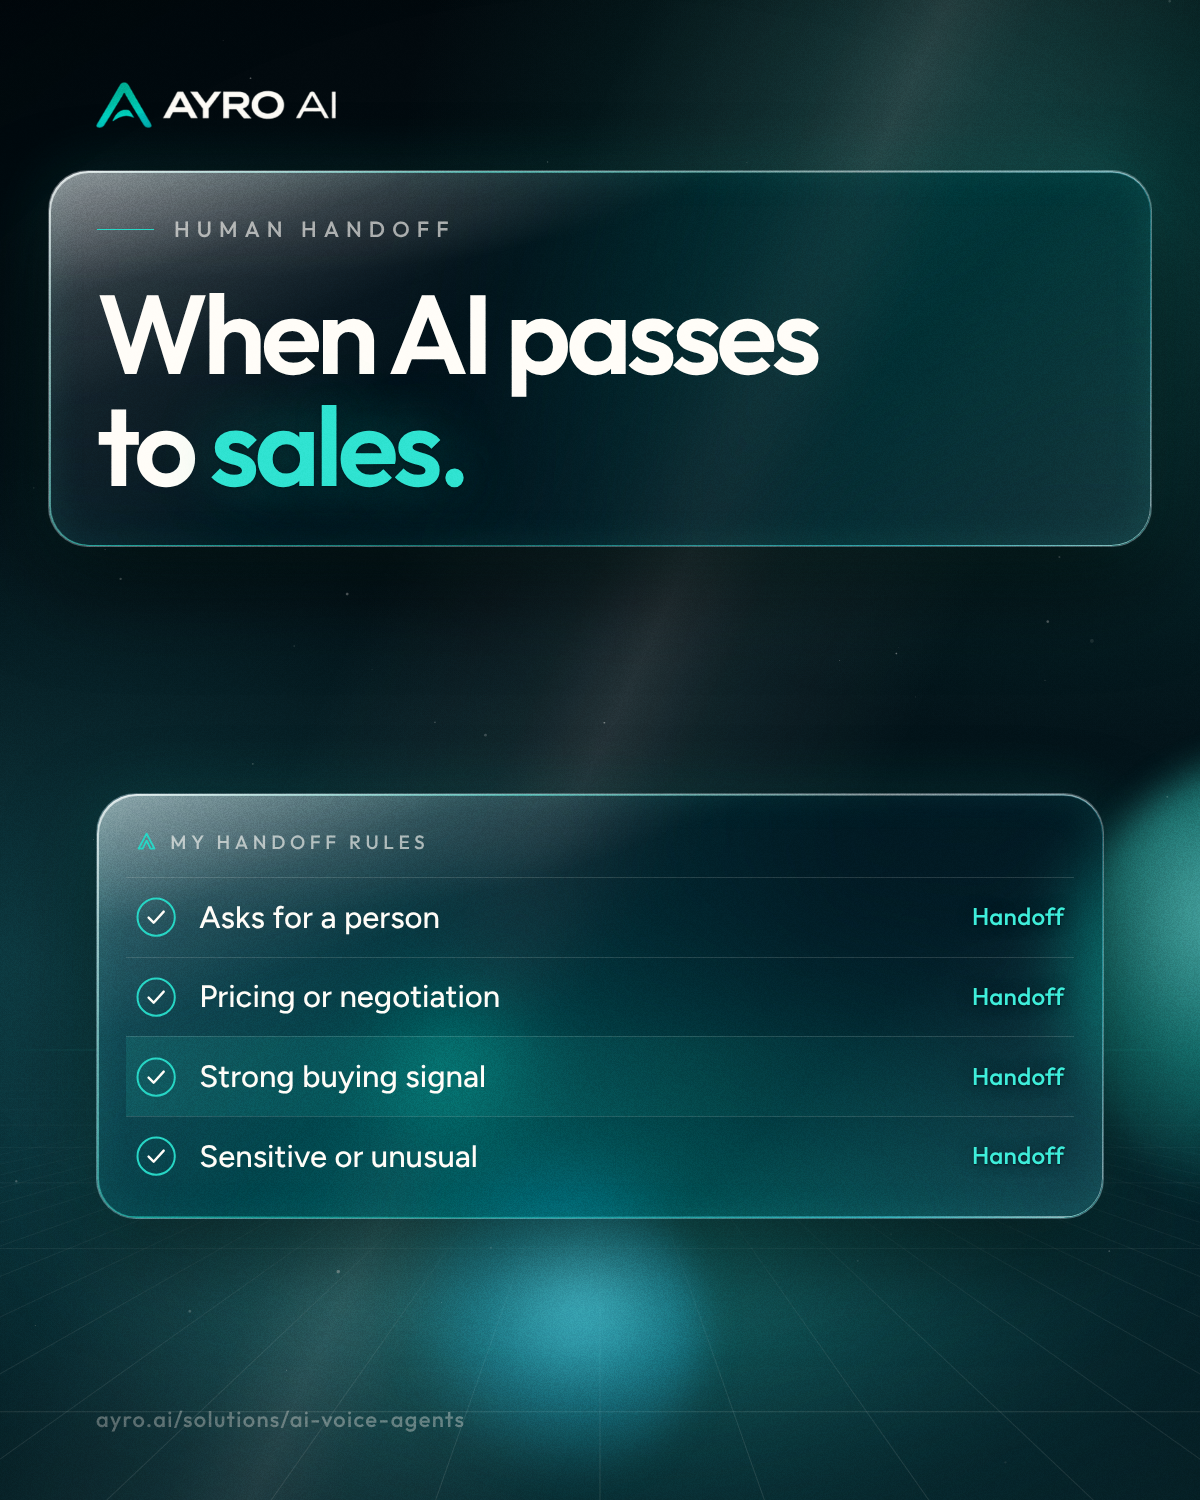 AYRO AI
HUMAN HANDOFF
When AI passes
to sales.
MY HANDOFF RULES
Asks for a person Handoff
Pricing or negotiation Handoff
Strong buying signal Handoff
Sensitive or unusual Handoff
ayro.ai/solutions/ai-voice-agents